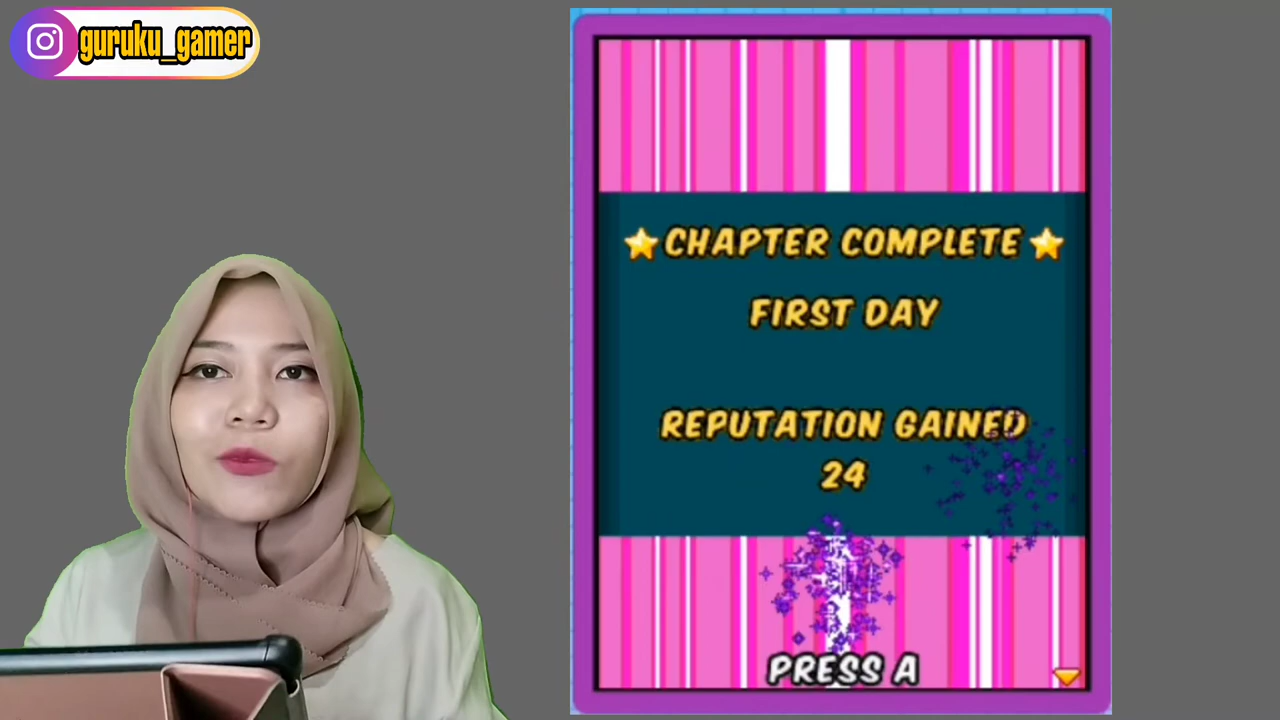 guruku_gamer
CHAPTER COMPLETE
FIRST DAY
REPUTATION GAINED
24
PRESS A